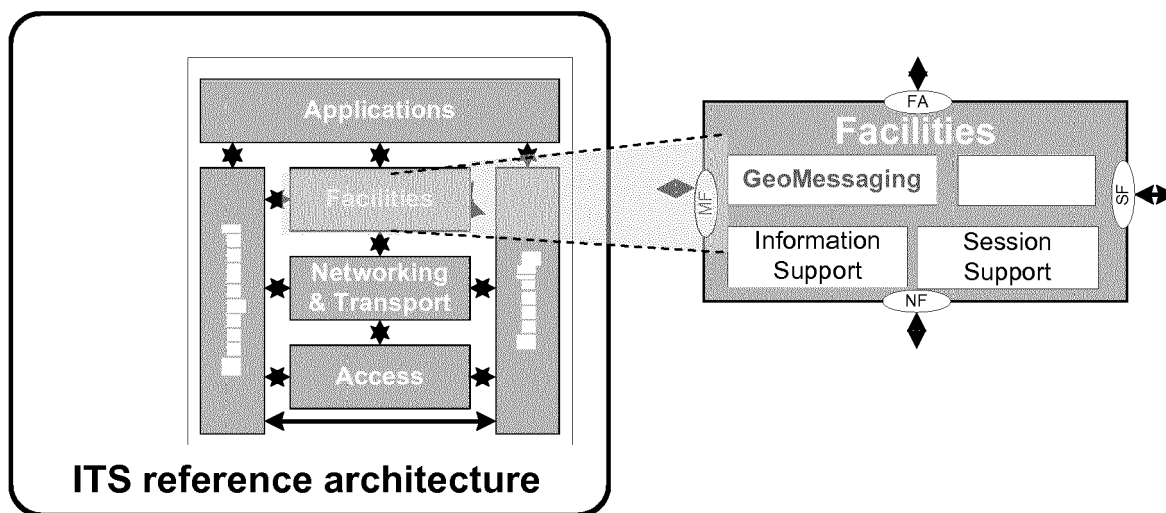 Applications
Facilities
Networking
& Transport
Access
ITS reference architecture
FA
Facilities
GeoMessaging
MF
SF
Information
Support
Session
Support
NF